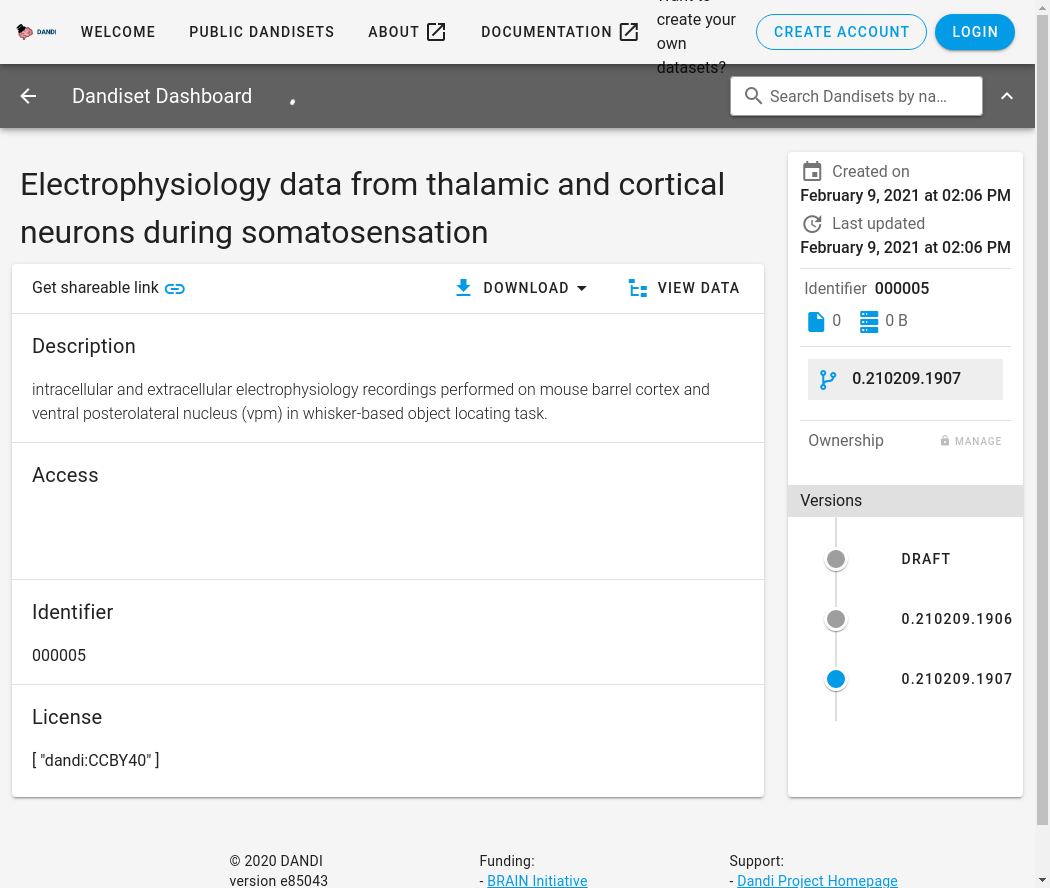 DANDI
WELCOME
PUBLIC DANDISETS
ABOUT
DOCUMENTATION
Want to
create your
own
datasets?
CREATE ACCOUNT
LOGIN
Dandiset Dashboard
Search Dandisets by na...
Electrophysiology data from thalamic and cortical
neurons during somatosensation
Get shareable link
DOWNLOAD
VIEW DATA
Description
intracellular and extracellular electrophysiology recordings performed on mouse barrel cortex and
ventral posterolateral nucleus (vpm) in whisker-based object locating task.
Access
Identifier
000005
License
[ "dandi:CCBY40" ]
Created on
February 9, 2021 at 02:06 PM
Last updated
February 9, 2021 at 02:06 PM
Identifier 000005
0
0 B
0.210209.1907
Ownership
MANAGE
Versions
DRAFT
0.210209.1906
0.210209.1907
© 2020 DANDI
version e85043
Funding:
- BRAIN Initiative
Support:
- Dandi Project Homepage